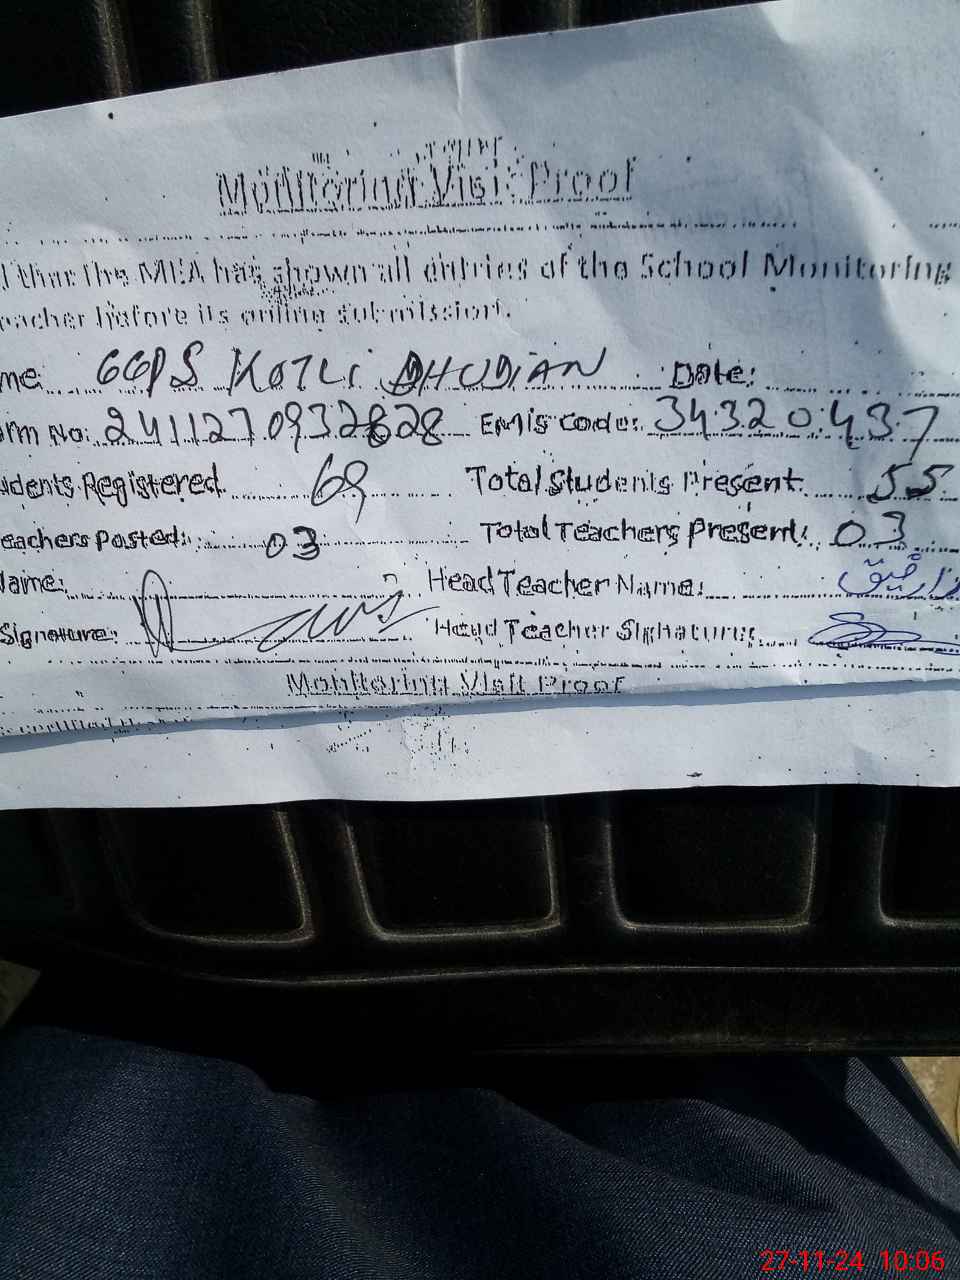 Monitoring Visit Proof
that the MEA has shown all entries of the School Monitoring
eacher before its online submission.
me GGPS KOTLI DHUDIAN Date:
rm No: 2411270932828 EMIS Code: 34320437
udents Registered 69 Total Students Present 55
eachers Posted: 03 Total Teachers Present: 03
Name: Head Teacher Name:
Signature: Head Teacher Signature:
Monitoring Visit Proof
27-11-24 10:06